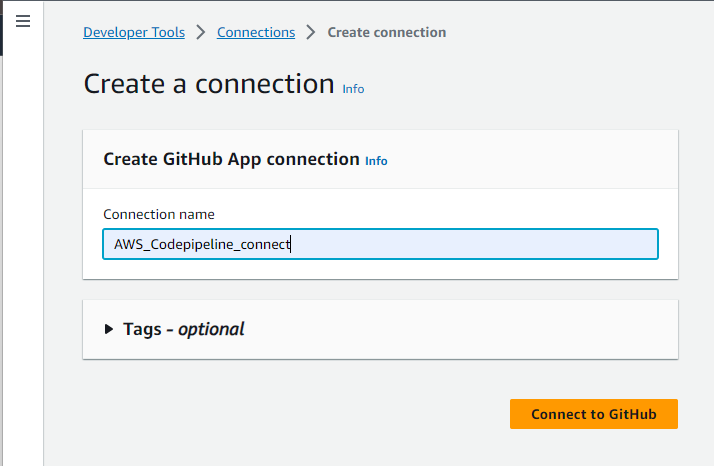 Developer Tools > Connections > Create connection
Create a connection Info
Create GitHub App connection Info
Connection name
AWS_Codepipeline_connect
Tags - optional
Connect to GitHub